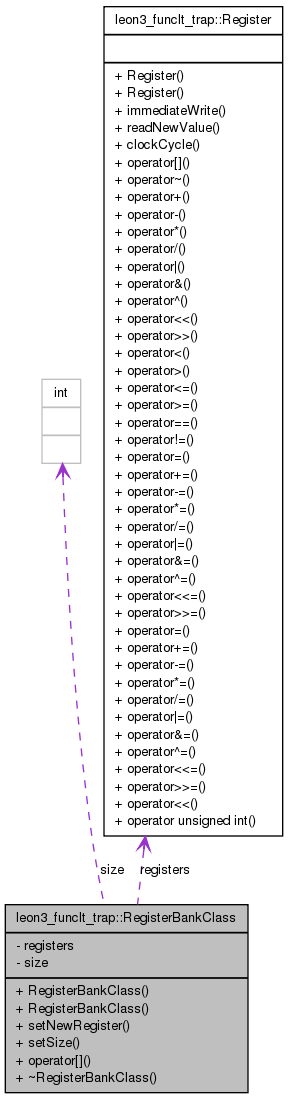 leon3_funclt_trap::Register
+ Register()
+ Register()
+ immediateWrite()
+ readNewValue()
+ clockCycle()
+ operator[]()
+ operator~()
+ operator+()
+ operator-()
+ operator*()
+ operator/()
+ operator|()
+ operator&()
+ operator^()
+ operator<<()
+ operator>>()
+ operator<()
+ operator>()
+ operator<=()
+ operator>=()
+ operator==()
+ operator!=()
+ operator=()
+ operator+=()
+ operator-=()
+ operator*=()
+ operator/=()
+ operator|=()
+ operator&=()
+ operator^=()
+ operator<<=()
+ operator>>=()
+ operator=()
+ operator+=()
+ operator-=()
+ operator*=()
+ operator/=()
+ operator|=()
+ operator&=()
+ operator^=()
+ operator<<=()
+ operator>>=()
+ operator<<()
+ operator unsigned int()
int
size
registers
leon3_funclt_trap::RegisterBankClass
- registers
- size
+ RegisterBankClass()
+ RegisterBankClass()
+ setNewRegister()
+ setSize()
+ operator[]()
+ ~RegisterBankClass()